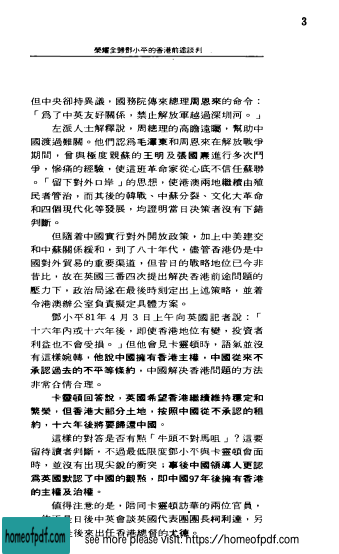 3
榮耀全歸鄧小平的香港前途談判
但中央卻持異議，國務院傳來總理周恩來的命令：
「爲了中英友好關係，禁止解放軍越過深圳河。」
左派人士解釋說，周總理的高瞻遠矚，幫助中
國渡過難關。他們認爲毛澤東和周恩來在解放戰爭
期間，曾與極度親蘇的王明及張國燾進行多次鬥
爭，慘痛的經驗，使這班革命家從心底不信任蘇聯
。「留下對外口岸」的思想，使港澳兩地繼續由殖
民者管治，而其後的韓戰、中蘇分裂、文化大革命
和四個現代化等發展，均證明當日決策者沒有下錯
判斷。
但隨着中國實行對外開放政策，加上中美建交
和中蘇關係緩和，到了八十年代，儘管香港仍是中
國對外貿易的重要渠道，但昔日的戰略地位已今非
昔比，故在英國三番四次提出解決香港前途問題的
壓力下，政治局遂在最後時刻定出上述策略，並着
令港澳辦公室負責擬定具體方案。
鄧小平81年4月3日上午向英國記者說：「
十六年內或十六年後，即使香港地位有變，投資者
利益也不會受損。」但他會見卡靈頓時，語氣並沒
有這樣婉轉，他說中國擁有香港主權，中國從來不
承認過去的不平等條約，中國解決香港問題的方法
非常合情合理。
卡靈頓回答說，英國希望香港繼續維持穩定和
繁榮，但香港大部分土地，按照中國從不承認的租
約，十六年後將要歸還中國。
這樣的對答是否有點「牛頭不對馬咀」？這要
留待讀者判斷，不過最低限度鄧小平與卡靈頓會面
時，並沒有出現尖銳的衝突；事後中國領導人更認
爲英國默認了中國的觀點，即中國97年後擁有香港
的主權及治權。
值得注意的是，陪同卡靈頓訪華的兩位官員，
日後中英會談英國代表團團長柯利達，另
後來出任香港總督的尤德。
homeofpdf.com
see more please visit: https://homeofpdf.com